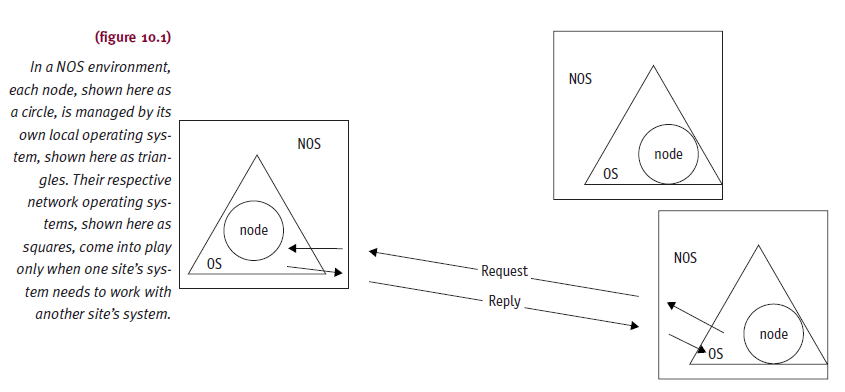 (figure 10.1)
In a NOS environment,
each node, shown here as
a circle, is managed by its
own local operating sys-
tem, shown here as trian-
gles. Their respective
network operating sys-
tems, shown here as
squares, come into play
only when one site's sys-
tem needs to work with
another site's system.
NOS
node
OS
NOS
node
OS
Request
Reply
NOS
node
OS